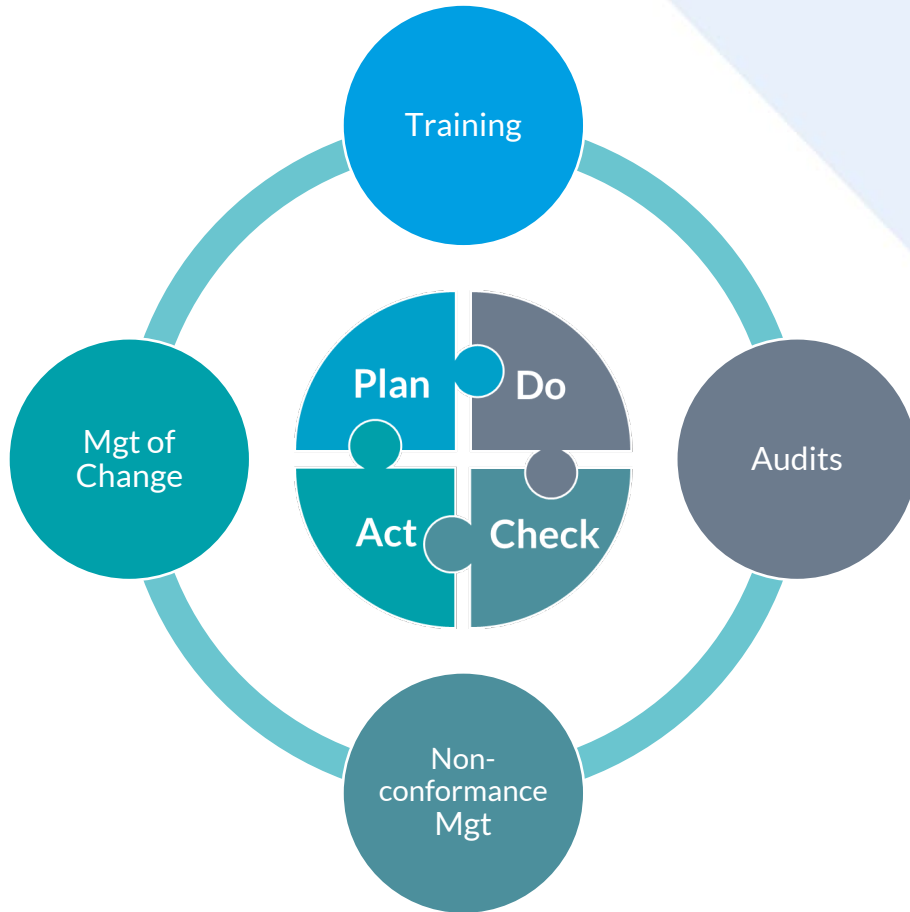 Training
Plan
Do
Mgt of
Change
Audits
Act
Check
Non-
conformance
Mgt